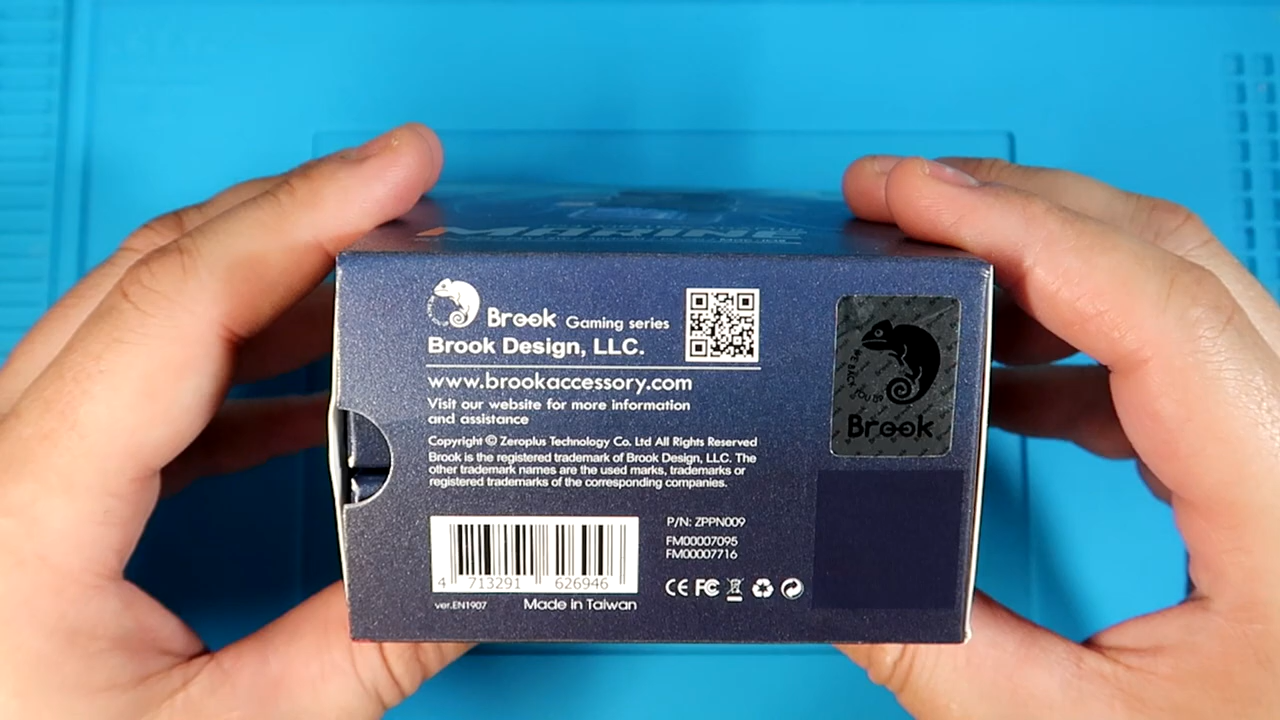 MARINE
Brook Gaming series
Brook Design, LLC.
www.brookaccessory.com
Visit our website for more information
and assistance
Copyright © Zeroplus Technology Co. Ltd All Rights Reserved
Brook is the registered trademark of Brook Design, LLC. The
other trademark names are the used marks, trademarks or
registered trademarks of the corresponding companies.
4 713291 626946
ver.EN1907
Made in Taiwan
P/N: ZPPN009
FM00007095
FM00007716
CE FC
Brook